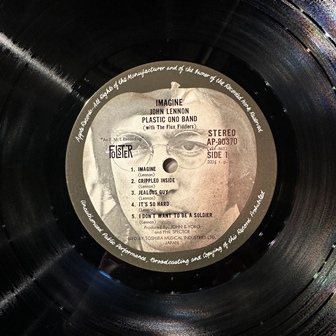 Apple Records. All Rights of the Manufacturer and of the Owner of the Recorded Work Reserved
IMAGINE
JOHN LENNON
PLASTIC ONO BAND
(with The Flux Fiddlers)
STEREO
AP-80370
SIDE 1
FOLSTER
1. IMAGINE
(Lennon)
2. CRIPPLED INSIDE
(Lennon)
3. JEALOUS GUY
(Lennon)
4. IT'S SO HARD
(Lennon)
5. I DON'T WANT TO BE A SOLDIER
(Lennon)
Produced by JOHN & YOKO
and PHIL SPECTOR
MFD. BY TOSHIBA MUSICAL INDUSTRIES LTD.
JAPAN
Unauthorised Public Performance, Broadcasting and Copying of this Record Prohibited